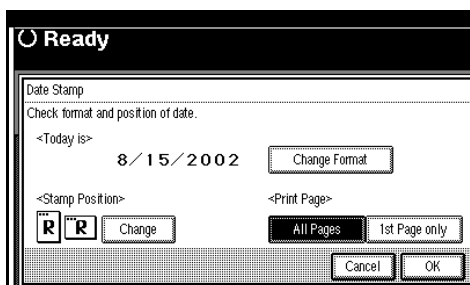 Ready
Date Stamp
Check format and position of date.
<Today is>
8/15/2002 Change Format
<Stamp Position> <Print Page>
R R Change All Pages 1st Page only
Cancel OK